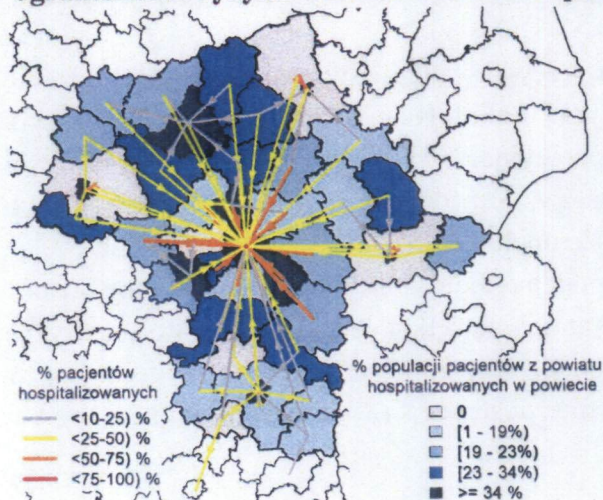 % pacjentów
hospitalizowanych
<10-25) %
<25-50) %
<50-75) %
<75-100) %
% populacji pacjentów z powiatu
hospitalizowanych w powiecie
0
[1 - 19%)
[19 - 23%)
[23 - 34%)
>= 34 %